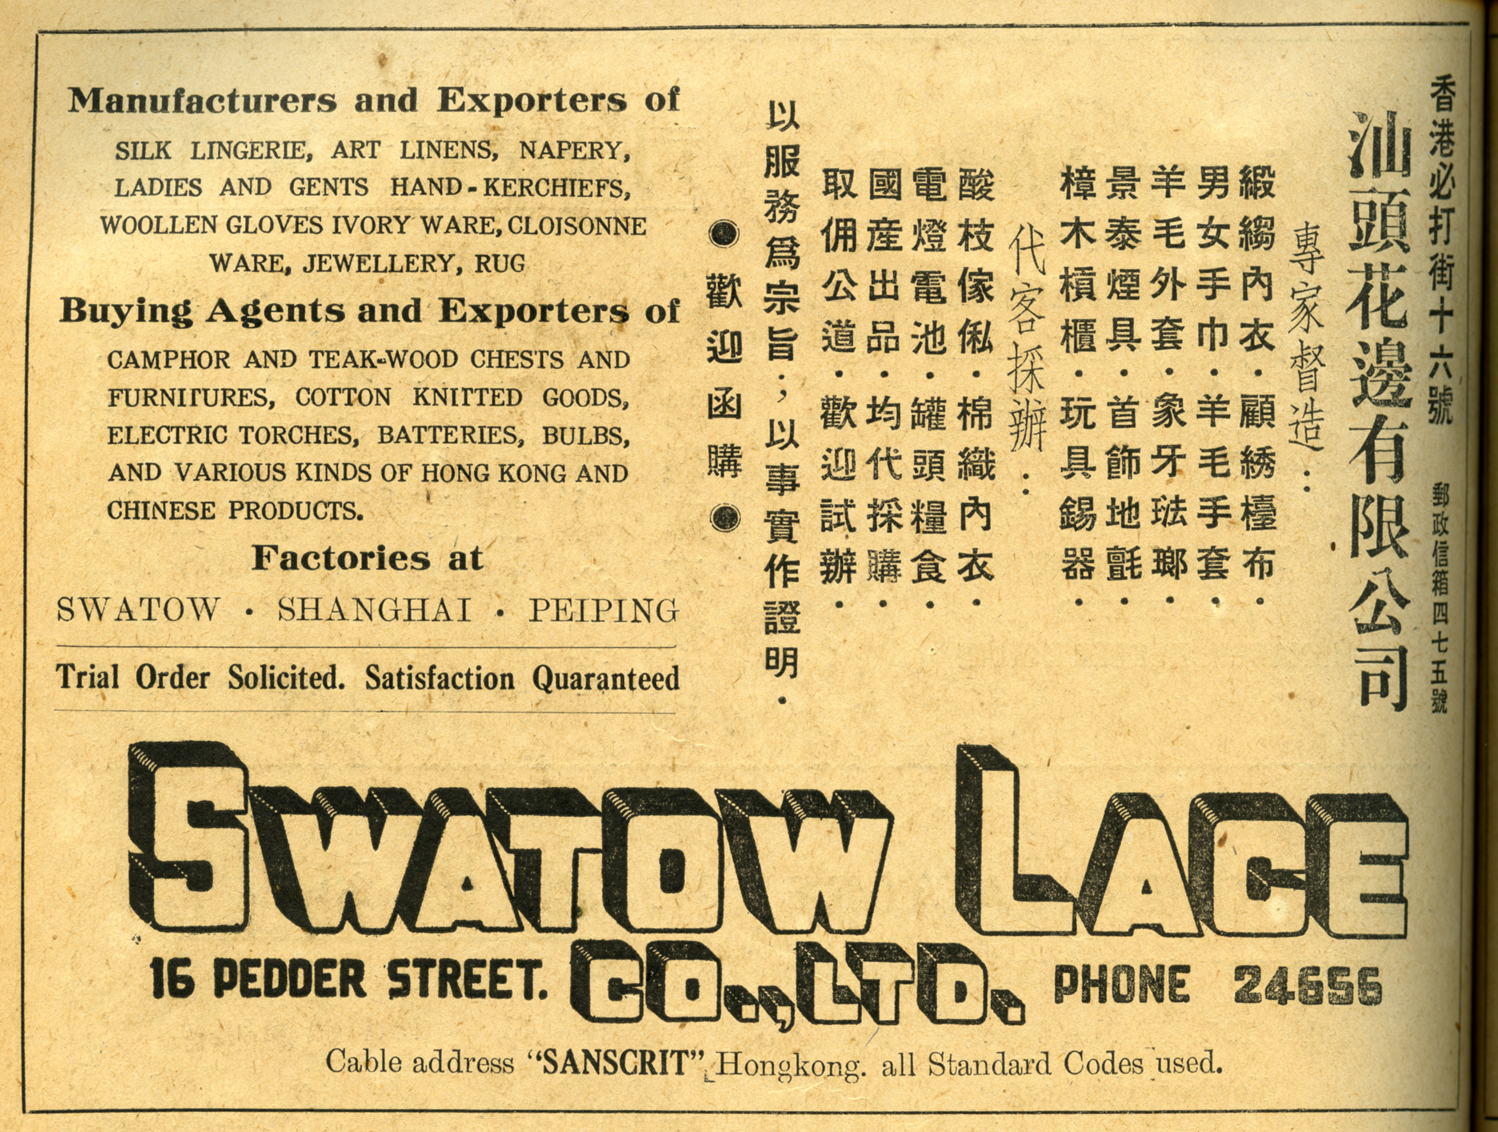 Manufacturers and Exporters of
SILK LINGERIE, ART LINENS, NAPERY,
LADIES AND GENTS HAND-KERCHIEFS,
WOOLLEN GLOVES IVORY WARE, CLOISONNE
WARE, JEWELLERY, RUG
Buying Agents and Exporters of
CAMPHOR AND TEAK-WOOD CHESTS AND
FURNITURES, COTTON KNITTED GOODS,
ELECTRIC TORCHES, BATTERIES, BULBS,
AND VARIOUS KINDS OF HONG KONG AND
CHINESE PRODUCTS.
Factories at
SWATOW · SHANGHAI · PEIPING
Trial Order Solicited. Satisfaction Quaranteed
香港必打街十六號 郵政信箱四七五號
汕頭花邊有限公司
專家督造：
緞縐內衣・顧綉檯布・
男女手巾・羊毛手套・
羊毛外套・象牙琺瑯・
景泰煙具・首飾地氈・
樟木槓櫃・玩具錫器・
代客採辦：
酸枝傢俬・棉織內衣・
電燈電池・罐頭糧食・
國産出品・均代採購・
取佣公道・歡迎試辦・
以服務爲宗旨；以事實作證明・
●歡迎函購●
SWATOW LACE
16 PEDDER STREET. CO., LTD. PHONE 24656
Cable address "SANSCRIT" Hongkong. all Standard Codes used.